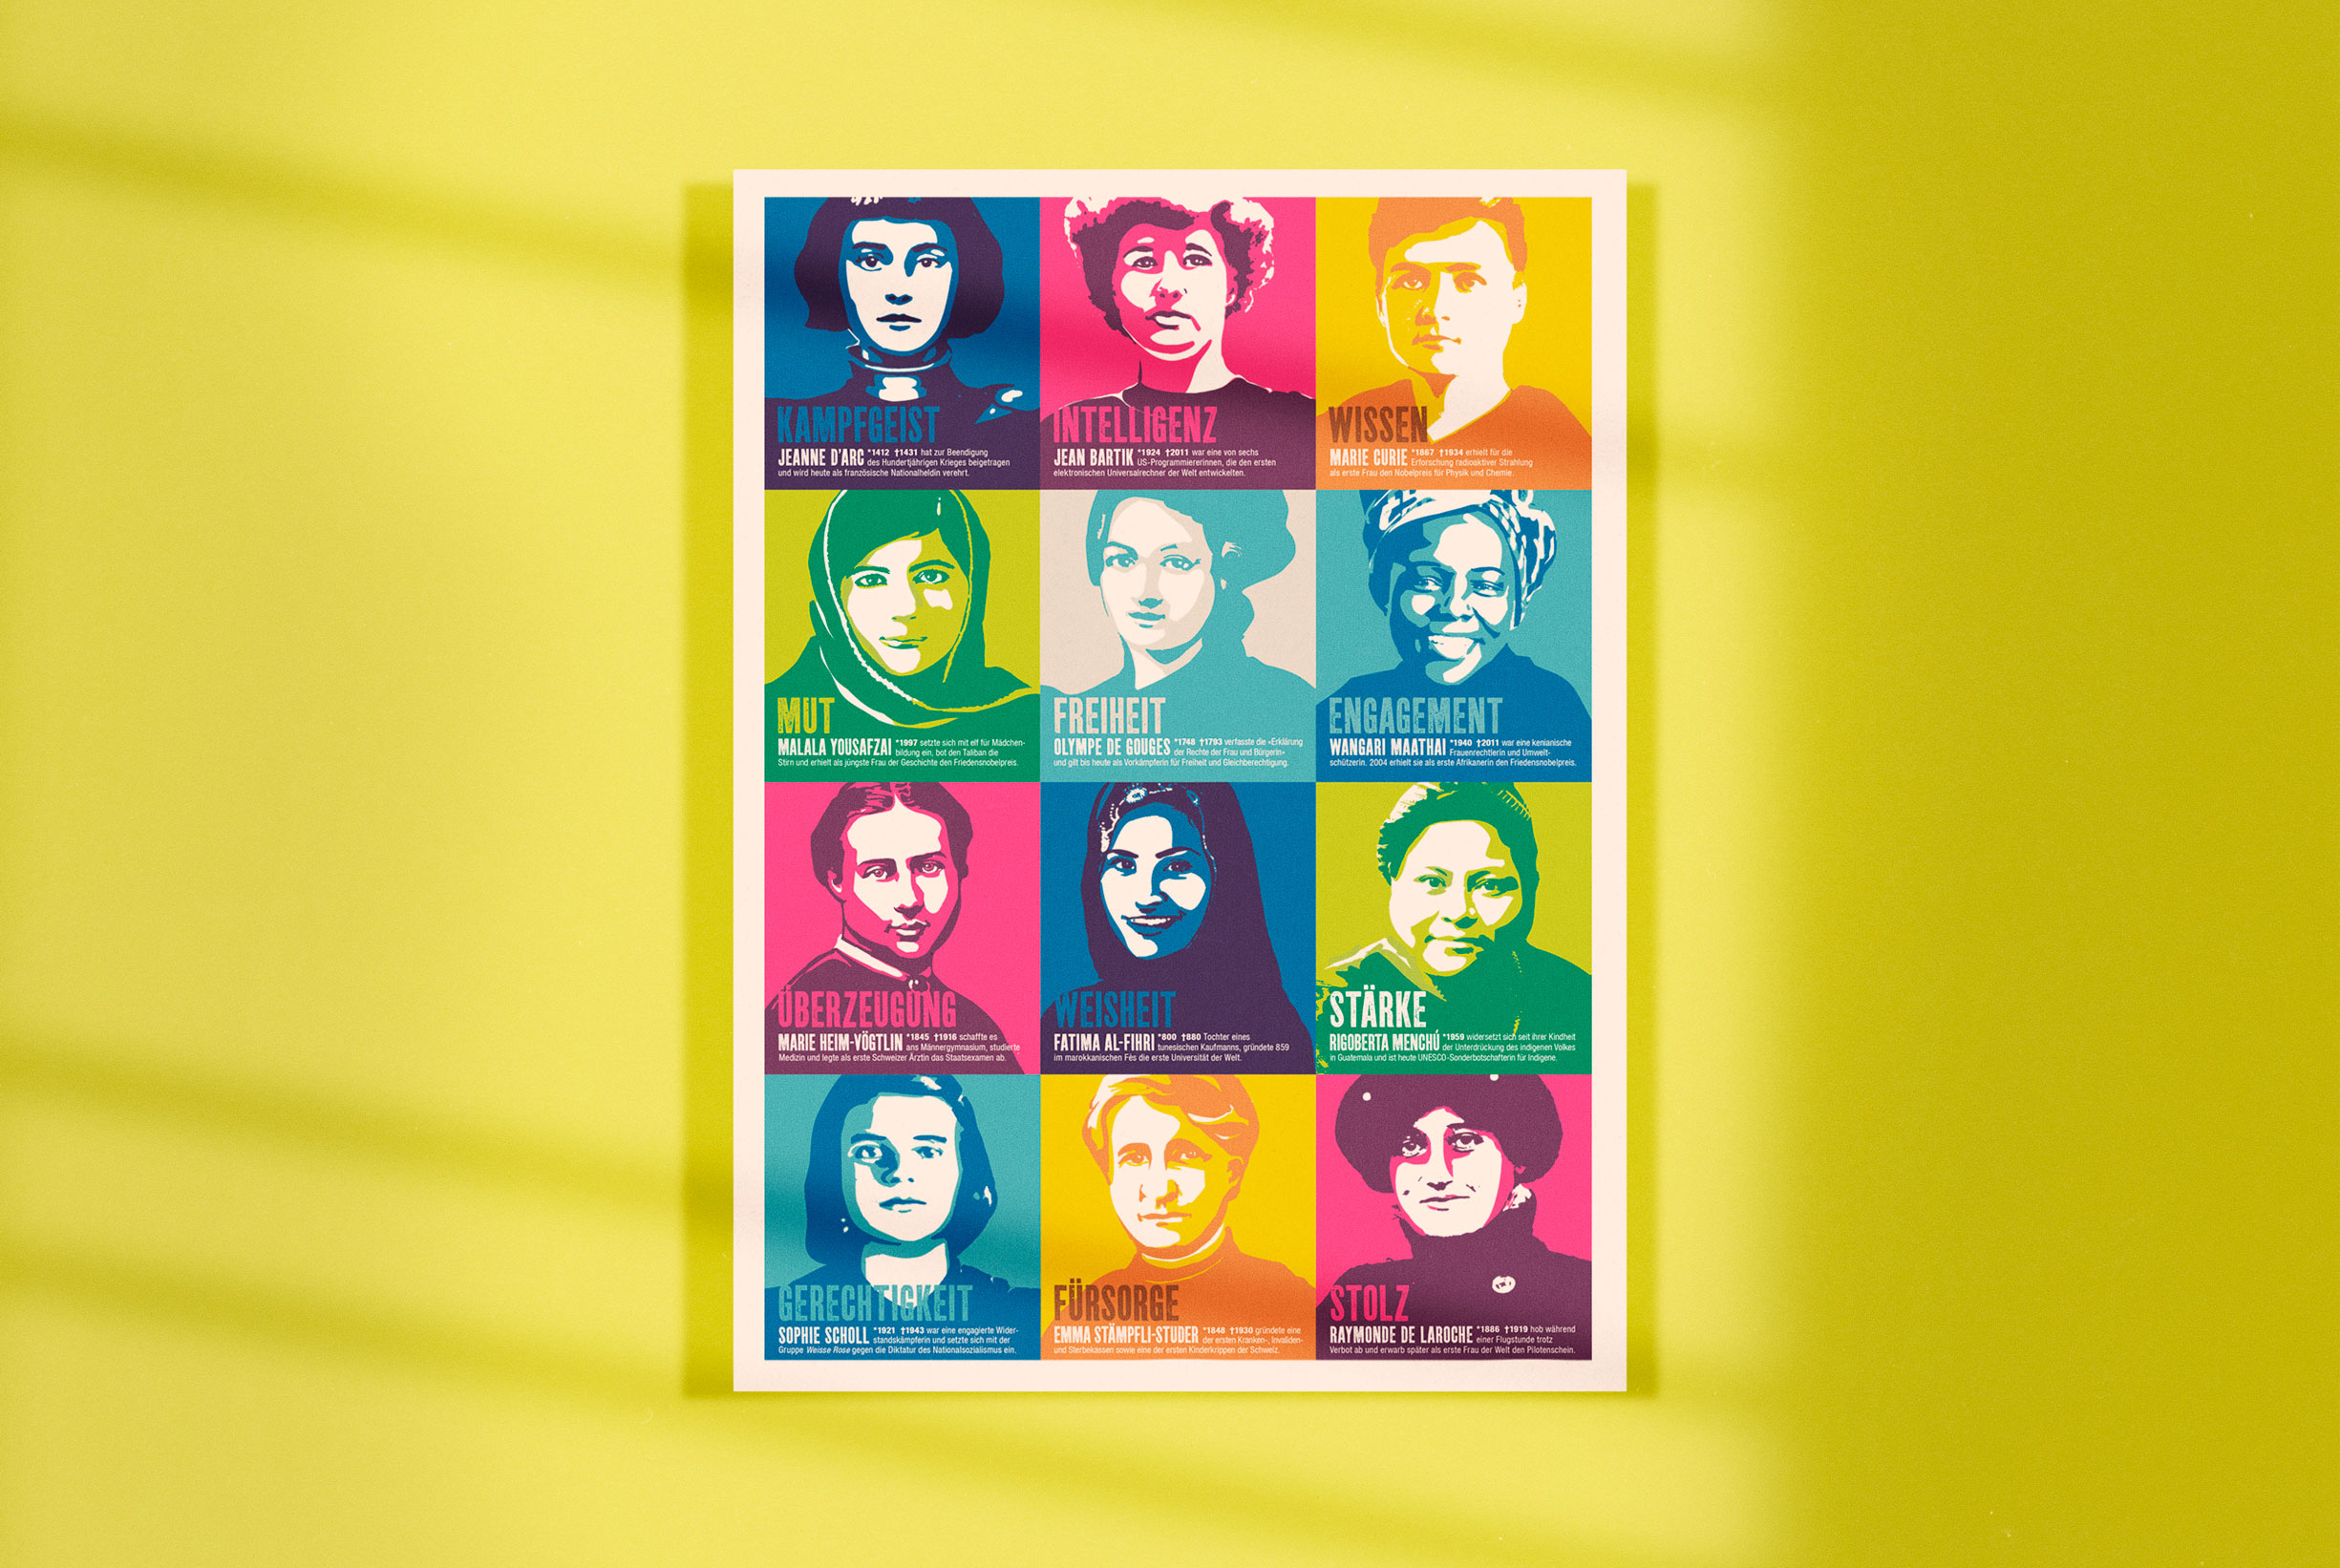 KAMPFGEIST
JEANNE D'ARC *1412 †1431 hat zur Beendigung
des Hundertjährigen Krieges beigetragen
und wird heute als französische Nationalheldin verehrt.
INTELLIGENZ
JEAN BARTIK *1924 †2011 war eine von sechs
US-Programmiererinnen, die den ersten
elektronischen Universalrechner der Welt entwickelten.
WISSEN
MARIE CURIE *1867 †1934 erhielt für die
Erforschung radioaktiver Strahlung
als erste Frau den Nobelpreis für Physik und Chemie.
MUT
MALALA YOUSAFZAI *1997 setzte sich mit elf für Mädchen-
bildung ein, bot den Taliban die
Stirn und erhielt als jüngste Frau der Geschichte den Friedensnobelpreis.
FREIHEIT
OLYMPE DE GOUGES *1748 †1793 verfasste die «Erklärung
der Rechte der Frau und Bürgerin»
und gilt bis heute als Vorkämpferin für Freiheit und Gleichberechtigung.
ENGAGEMENT
WANGARI MAATHAI *1940 †2011 war eine kenianische
Frauenrechtlerin und Umwelt-
schützerin. 2004 erhielt sie als erste Afrikanerin den Friedensnobelpreis.
ÜBERZEUGUNG
MARIE HEIM-VÖGTLIN *1845 †1916 schaffte es
ans Männergymnasium, studierte
Medizin und legte als erste Schweizer Ärztin das Staatsexamen ab.
WEISHEIT
FATIMA AL-FIHRI *800 †880 Tochter eines
tunesischen Kaufmanns, gründete 859
im marokkanischen Fès die erste Universität der Welt.
STÄRKE
RIGOBERTA MENCHÚ *1959 widersetzt sich seit ihrer Kindheit
der Unterdrückung des indigenen Volkes
in Guatemala und ist heute UNESCO-Sonderbotschafterin für Indigene.
GERECHTIGKEIT
SOPHIE SCHOLL *1921 †1943 war eine engagierte Wider-
standskämpferin und setzte sich mit der
Gruppe Weisse Rose gegen die Diktatur des Nationalsozialismus ein.
FÜRSORGE
EMMA STÄMPFLI-STUDER *1848 †1930 gründete eine
der ersten Kranken-, Invaliden-
und Sterbekassen sowie eine der ersten Kinderkrippen der Schweiz.
STOLZ
RAYMONDE DE LAROCHE *1886 †1919 hob während
einer Flugstunde trotz
Verbot ab und erwarb später als erste Frau der Welt den Pilotenschein.